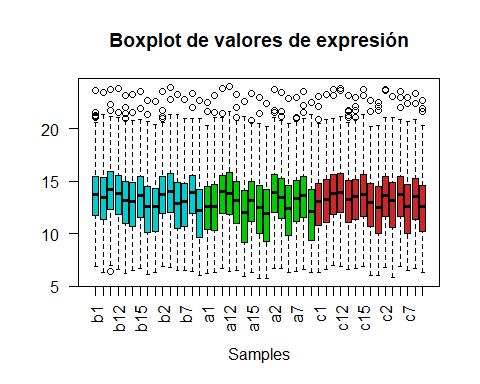 Boxplot de valores de expresión
20
15
10
5
b1 b12 b15 b2 b7 a1 a12 a15 a2 a7 c1 c12 c15 c2 c7
Samples